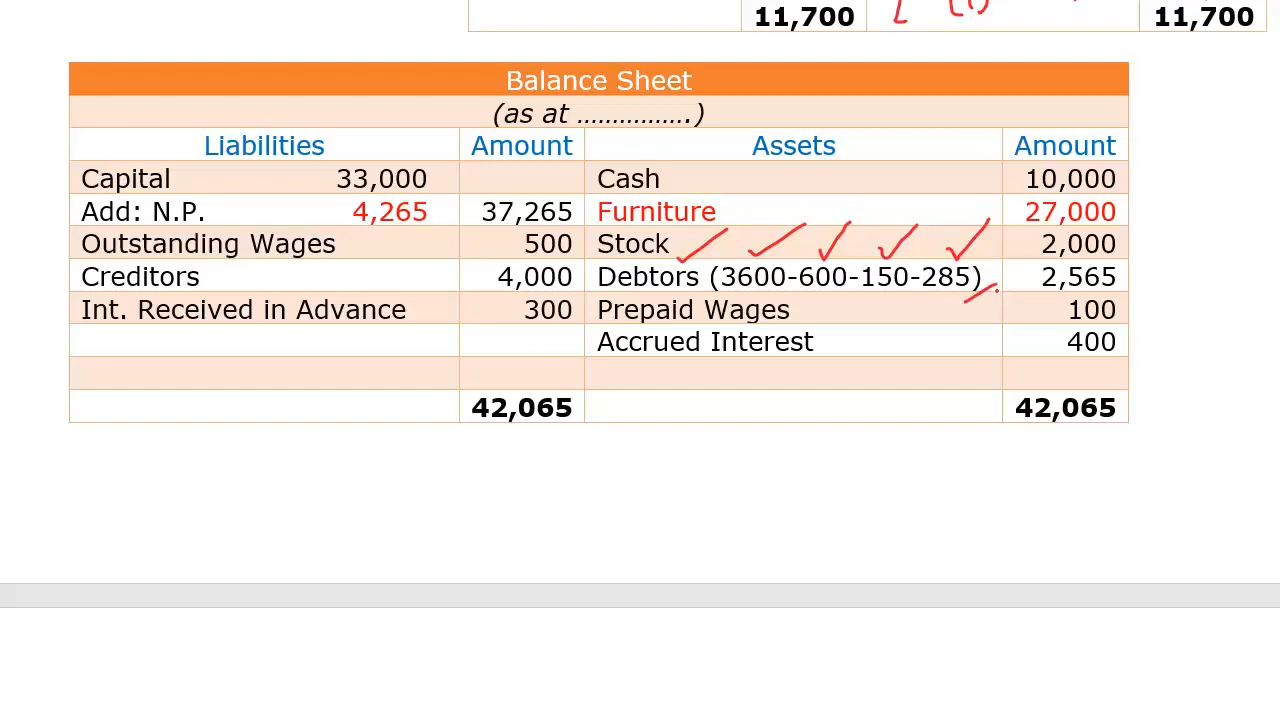 11,700 [ (1) 11,700
Balance Sheet
(as at ...............)
Liabilities Amount Assets Amount
Capital 33,000 Cash 10,000
Add: N.P. 4,265 37,265 Furniture 27,000
Outstanding Wages 500 Stock 2,000
Creditors 4,000 Debtors (3600-600-150-285) 2,565
Int. Received in Advance 300 Prepaid Wages 100
Accrued Interest 400
42,065 42,065